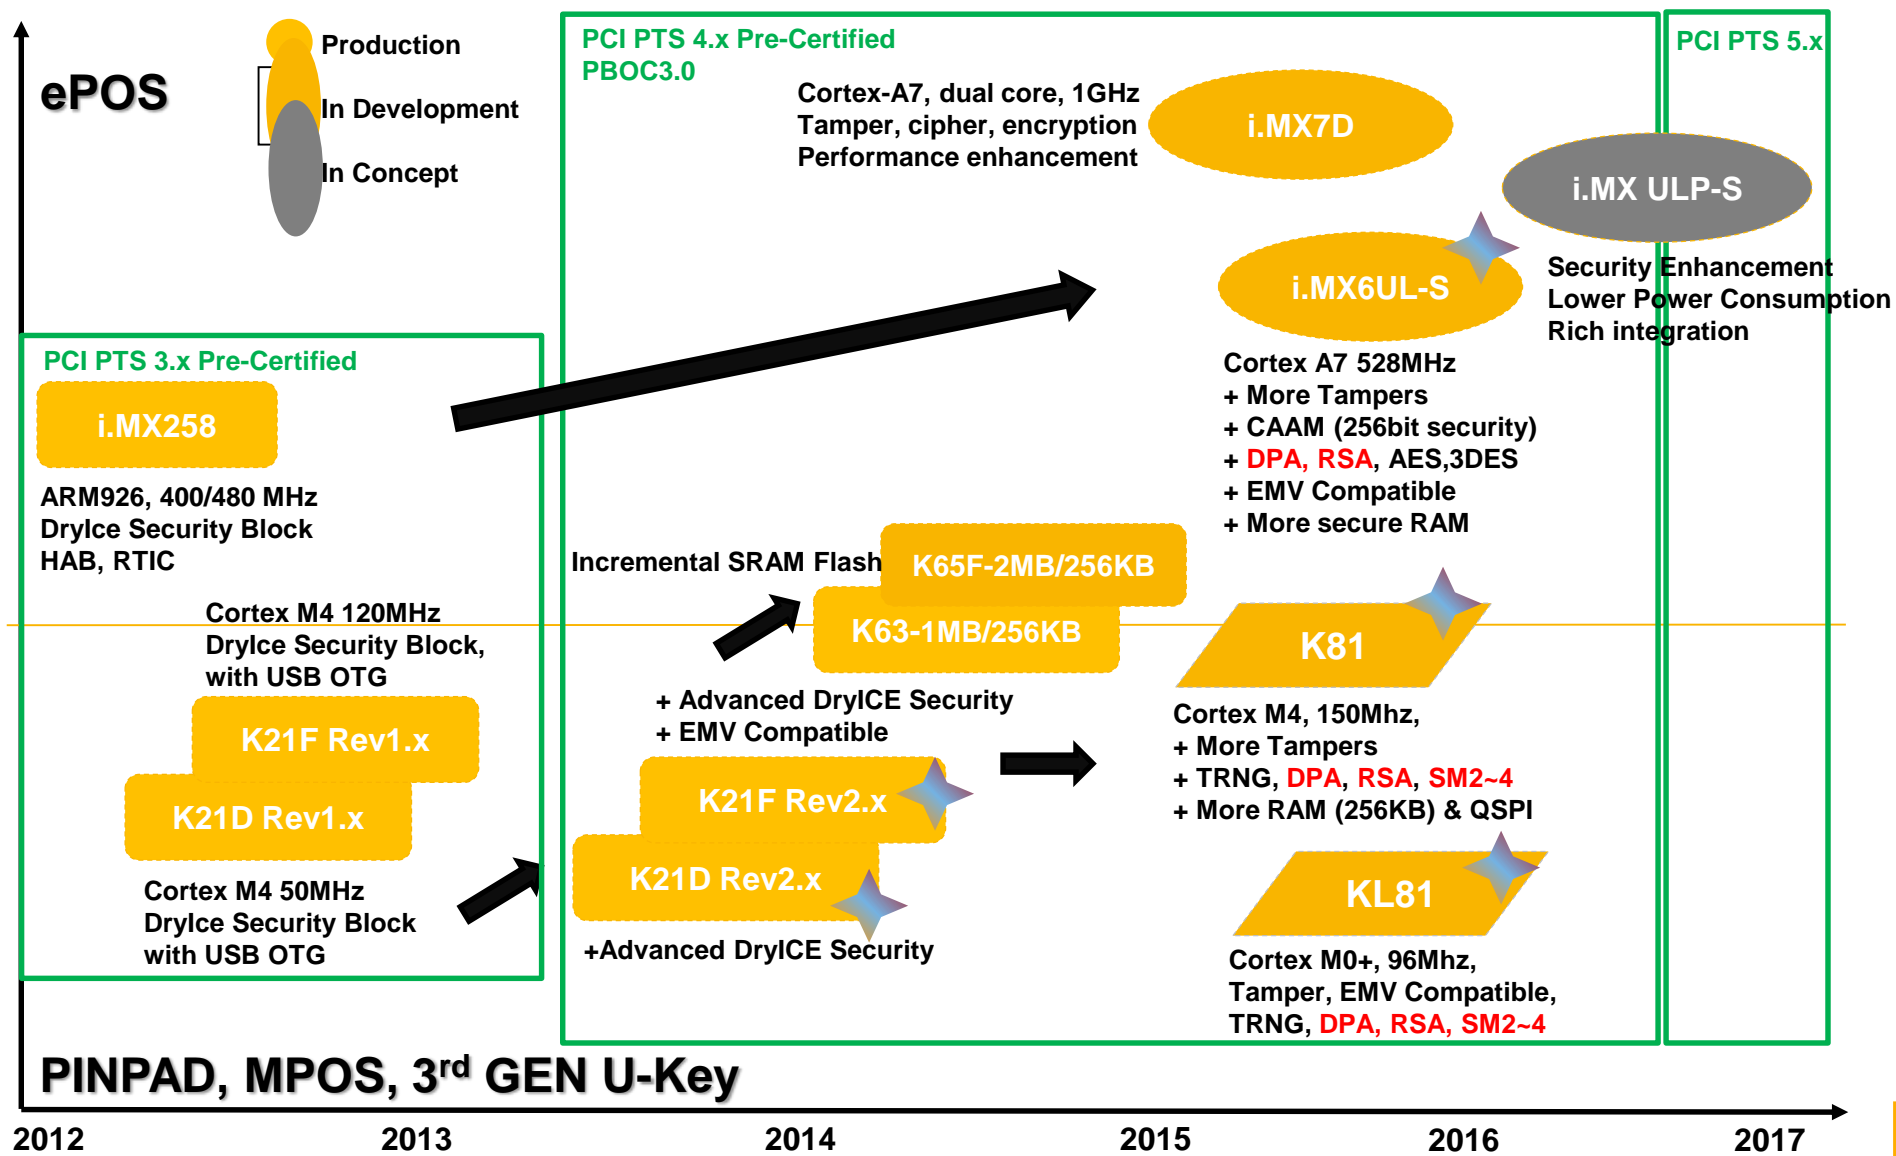 ePOS
Production
In Development
In Concept
PCI PTS 4.x Pre-Certified
PBOC3.0
PCI PTS 5.x
Cortex-A7, dual core, 1GHz
Tamper, cipher, encryption
Performance enhancement
i.MX7D
i.MX ULP-S
Security Enhancement
Lower Power Consumption
Rich integration
i.MX6UL-S
Cortex A7 528MHz
+ More Tampers
+ CAAM (256bit security)
+ DPA, RSA, AES,3DES
+ EMV Compatible
+ More secure RAM
PCI PTS 3.x Pre-Certified
i.MX258
ARM926, 400/480 MHz
DryIce Security Block
HAB, RTIC
Cortex M4 120MHz
DryIce Security Block,
with USB OTG
K21F Rev1.x
K21D Rev1.x
Cortex M4 50MHz
DryIce Security Block
with USB OTG
Incremental SRAM Flash
K65F-2MB/256KB
K63-1MB/256KB
+ Advanced DryICE Security
+ EMV Compatible
K21F Rev2.x
K21D Rev2.x
+Advanced DryICE Security
K81
Cortex M4, 150Mhz,
+ More Tampers
+ TRNG, DPA, RSA, SM2~4
+ More RAM (256KB) & QSPI
KL81
Cortex M0+, 96Mhz,
Tamper, EMV Compatible,
TRNG, DPA, RSA, SM2~4
PINPAD, MPOS, 3rd GEN U-Key
2012 2013 2014 2015 2016 2017